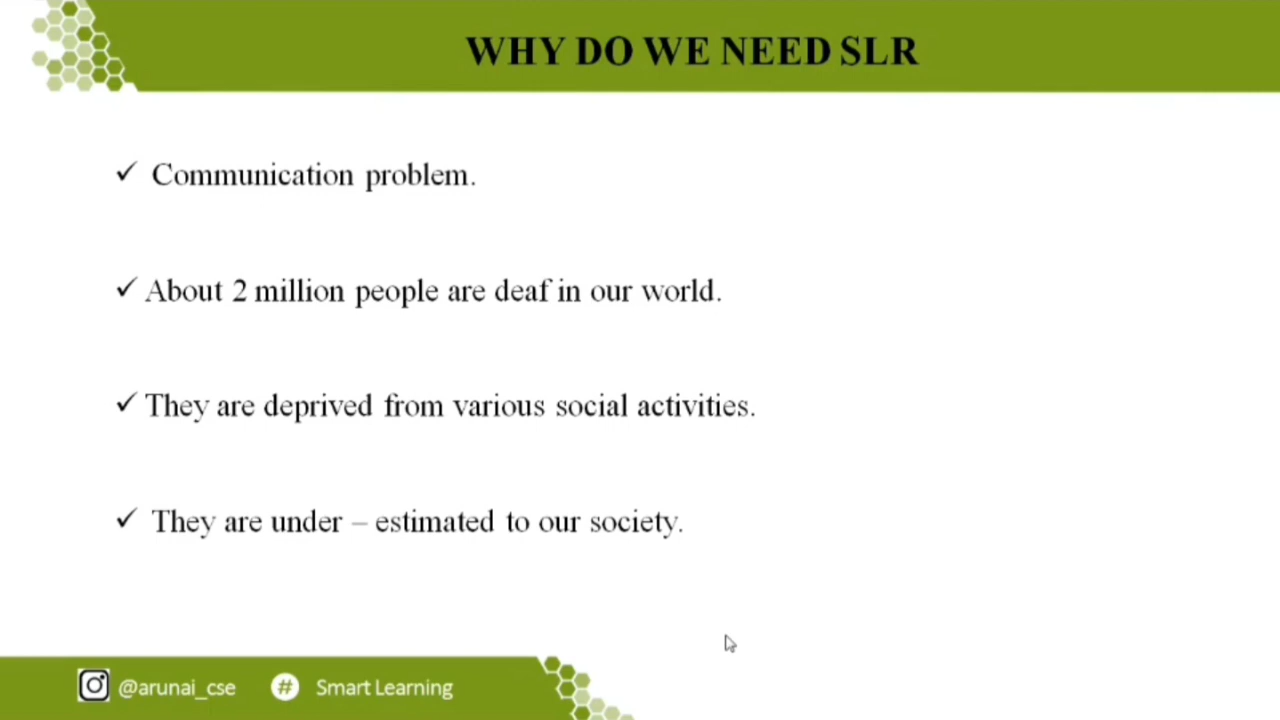 WHY DO WE NEED SLR
✓ Communication problem.
✓ About 2 million people are deaf in our world.
✓ They are deprived from various social activities.
✓ They are under – estimated to our society.
@arunai_cse # Smart Learning